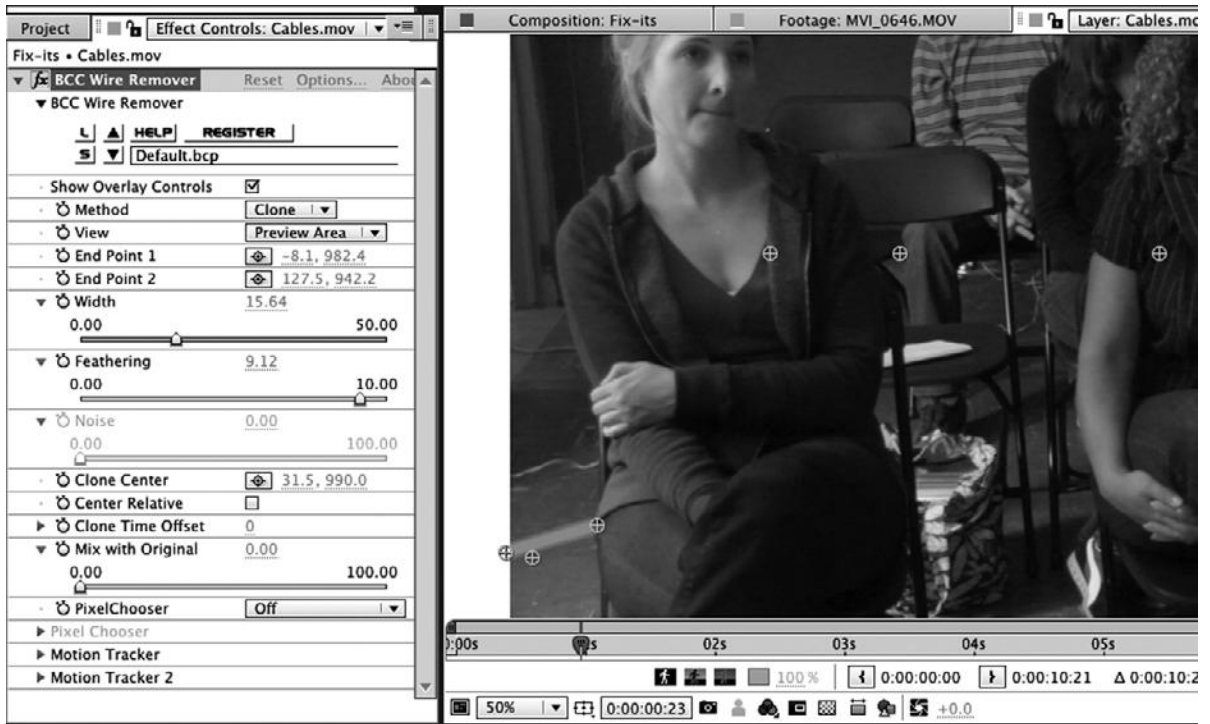 Project
Effect Controls: Cables.mov
Fix-its • Cables.mov
fx BCC Wire Remover Reset Options...
BCC Wire Remover
L HELP REGISTER
S Default.bcp
Show Overlay Controls
Method Clone
View Preview Area
End Point 1 -8.1, 982.4
End Point 2 127.5, 942.2
Width 15.64
0.00 50.00
Feathering 9.12
0.00 10.00
Noise 0.00
0.00 100.00
Clone Center 31.5, 990.0
Center Relative
Clone Time Offset 0
Mix with Original 0.00
0.00 100.00
PixelChooser Off
Pixel Chooser
Motion Tracker
Motion Tracker 2
Composition: Fix-its
Footage: MVI_0646.MOV
Layer: Cables.mo
):00s 02s 03s 04s 05s
100 % 0:00:00:00 0:00:10:21 Δ 0:00:10:2
50% 0:00:00:23 +0.0